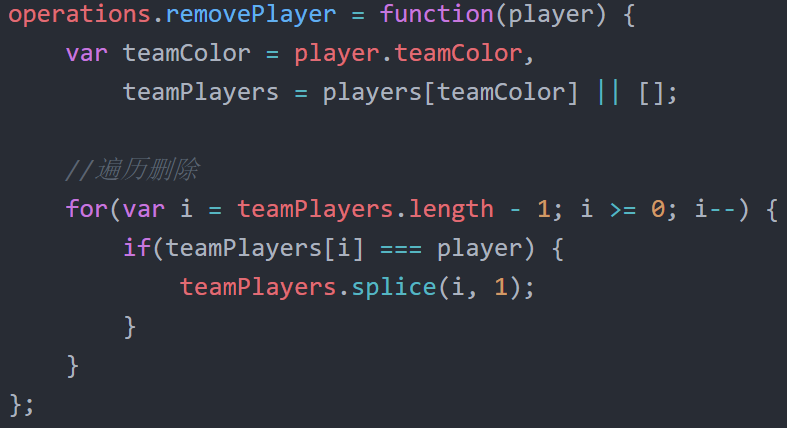 operations.removePlayer = function(player) {
    var teamColor = player.teamColor,
        teamPlayers = players[teamColor] || [];

    //遍历删除
    for(var i = teamPlayers.length - 1; i >= 0; i--) {
        if(teamPlayers[i] === player) {
            teamPlayers.splice(i, 1);
        }
    }
};